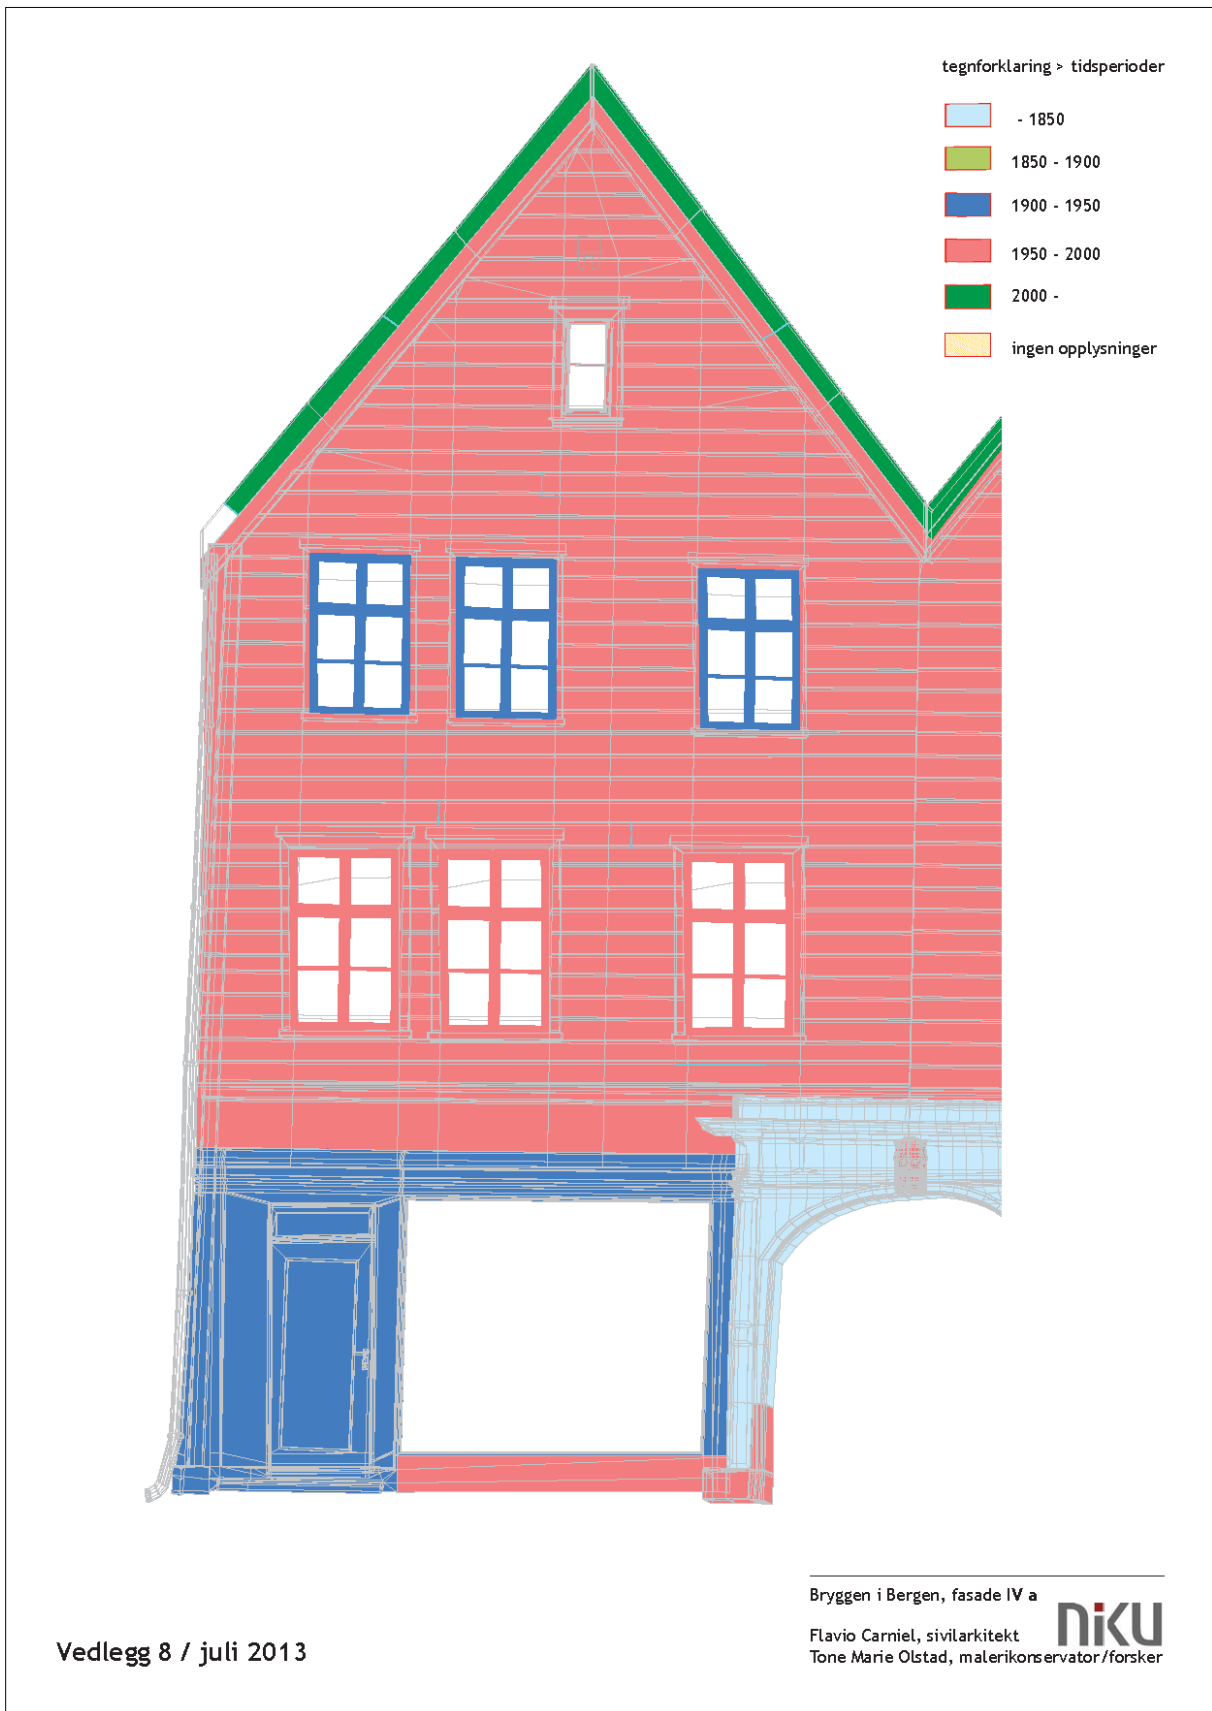 tegnforklaring > tidsperioder
- 1850
1850 - 1900
1900 - 1950
1950 - 2000
2000 -
ingen opplysninger
Bryggen i Bergen, fasade IV a
niku
Flavio Carniel, sivilarkitekt
Tone Marie Olstad, malerikonservator/forsker
Vedlegg 8 / juli 2013